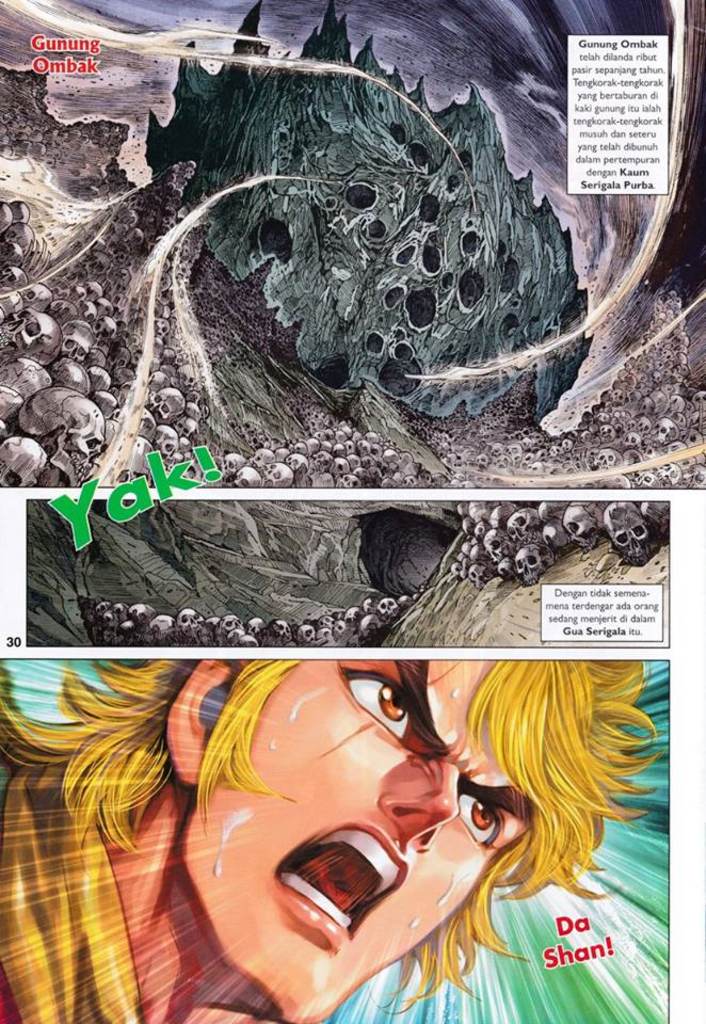 Gunung
Ombak
Gunung Ombak
telah dilanda ribut
pasir sepanjang tahun.
Tengkorak-tengkorak
yang bertaburan di
kaki gunung itu ialah
tengkorak-tengkorak
musuh dan seteru
yang telah dibunuh
dalam pertempuran
dengan Kaum
Serigala Purba.
Yak!
Dengan tidak semena-
mena terdengar ada orang
sedang menjerit di dalam
Gua Serigala itu.
30
Da
Shan!